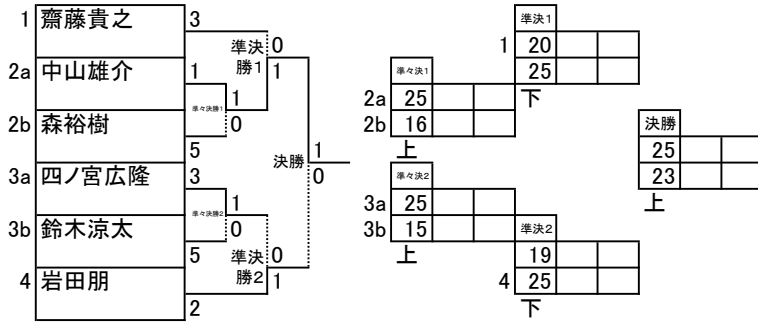 1 齋藤貴之 3
2a 中山雄介 1
2b 森裕樹 5
3a 四ノ宮広隆 3
3b 鈴木涼太 5
4 岩田朋 2
準々決勝1 1 0
準々決勝2 1 0
準決勝1 0 1
準決勝2 0 1
決勝 1 0
準決1
1 20
25
下
準々決1
2a 25
2b 16
上
準々決2
3a 25
3b 15
上
準決2
19
4 25
下
決勝
25
23
上